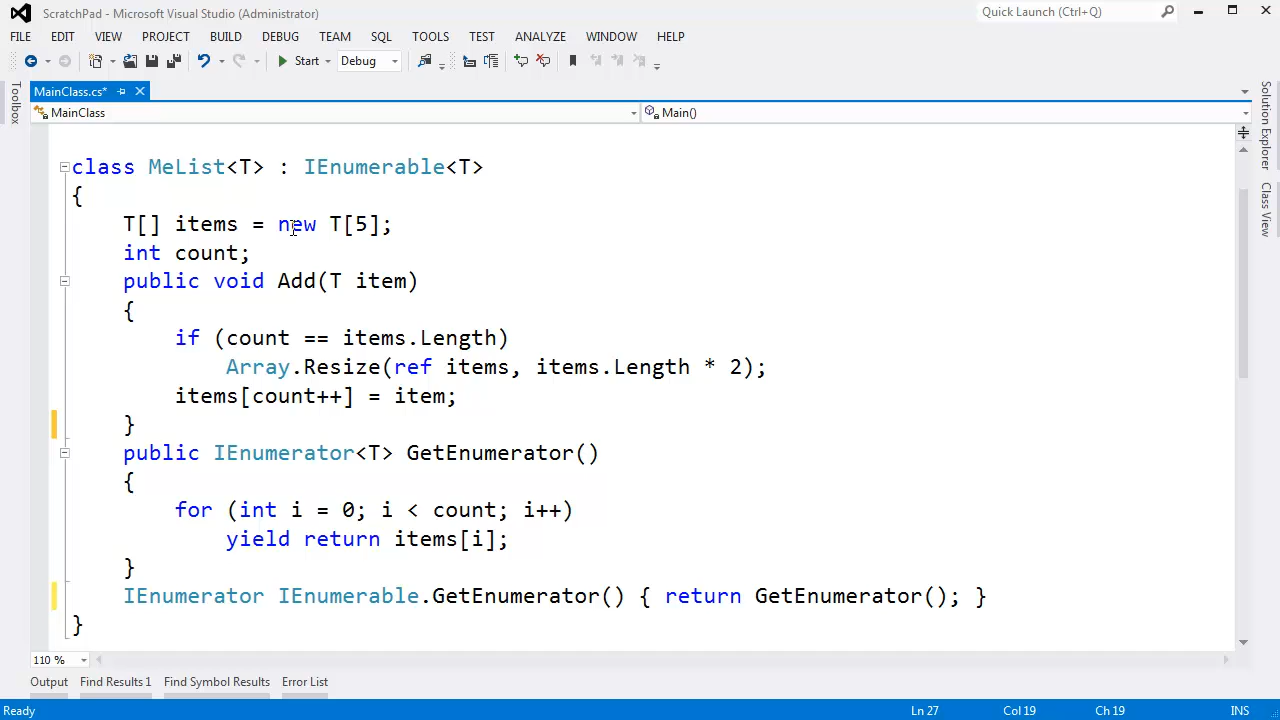 ScratchPad - Microsoft Visual Studio (Administrator)
Quick Launch (Ctrl+Q)
FILE EDIT VIEW PROJECT BUILD DEBUG TEAM SQL TOOLS TEST ANALYZE WINDOW HELP
Start Debug
Toolbox
MainClass.cs*
MainClass
Main()
Solution Explorer
Class View
class MeList<T> : IEnumerable<T>
{
T[] items = new T[5];
int count;
public void Add(T item)
{
if (count == items.Length)
Array.Resize(ref items, items.Length * 2);
items[count++] = item;
}
public IEnumerator<T> GetEnumerator()
{
for (int i = 0; i < count; i++)
yield return items[i];
}
IEnumerator IEnumerable.GetEnumerator() { return GetEnumerator(); }
}
110 %
Output Find Results 1 Find Symbol Results Error List
Ready Ln 27 Col 19 Ch 19 INS